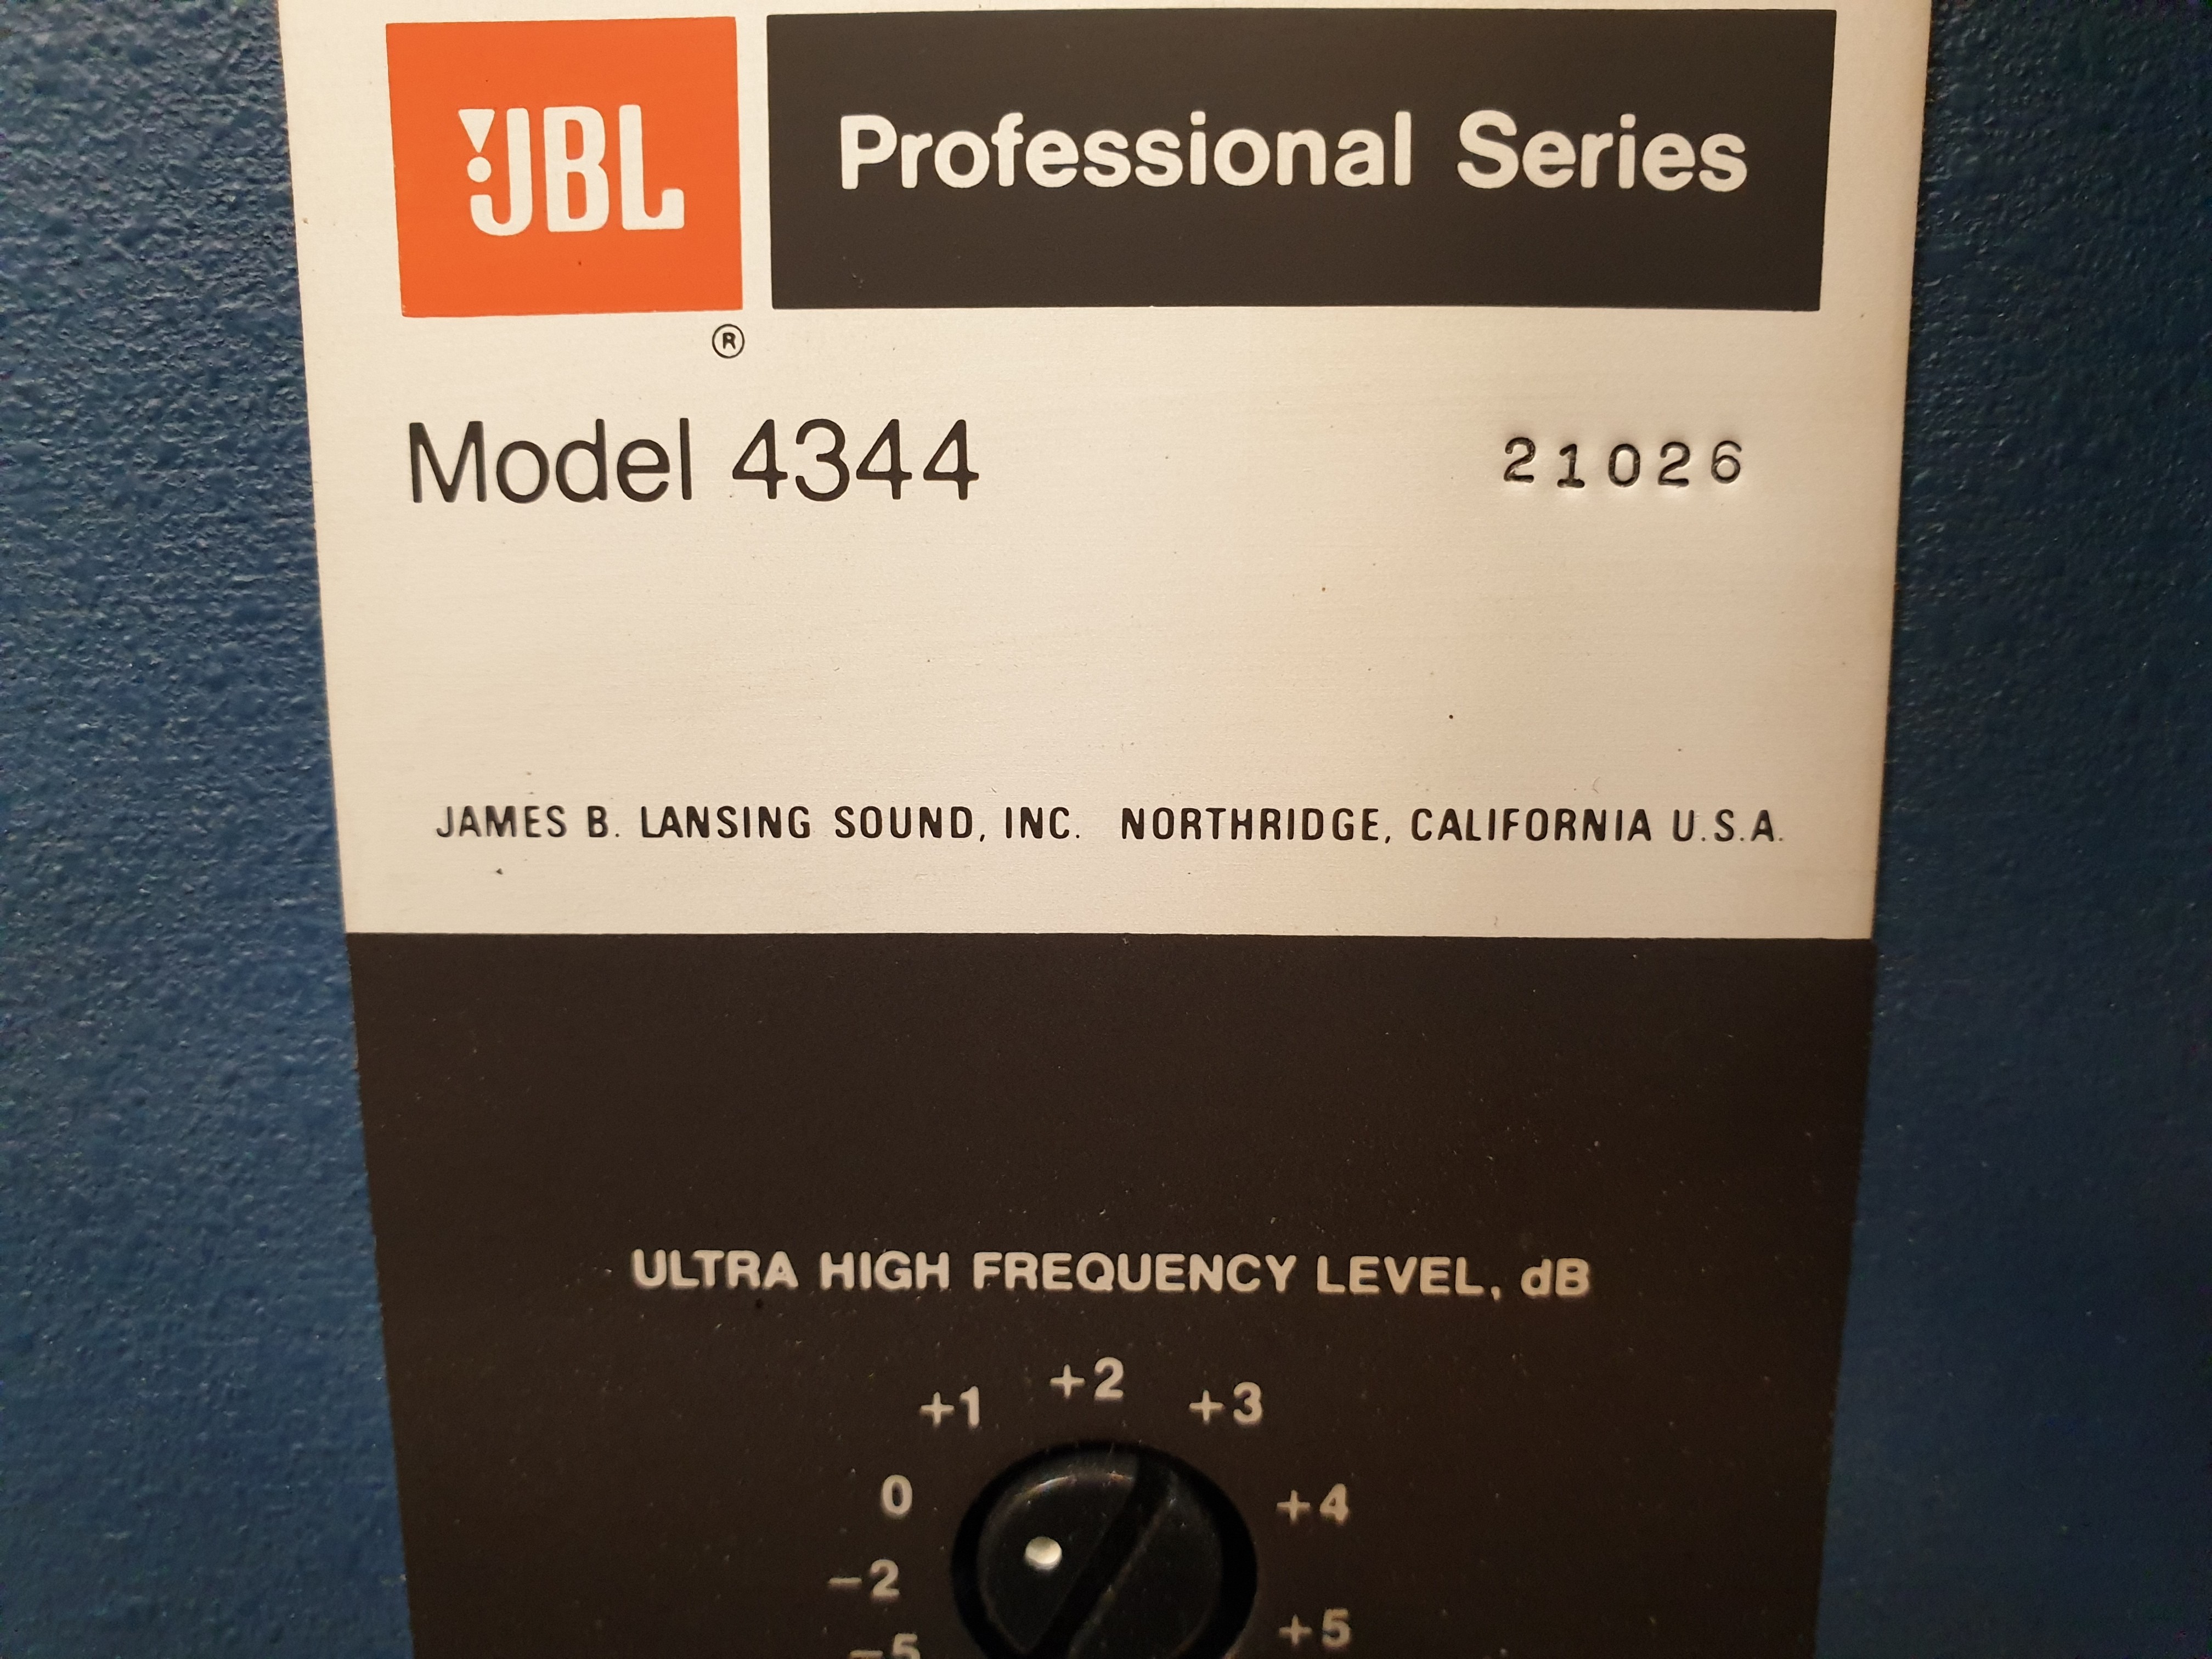 JBL Professional Series
®
Model 4344 21026
JAMES B. LANSING SOUND, INC. NORTHRIDGE, CALIFORNIA U.S.A.
ULTRA HIGH FREQUENCY LEVEL, dB
+1 +2 +3
0 +4
-2
-5 +5